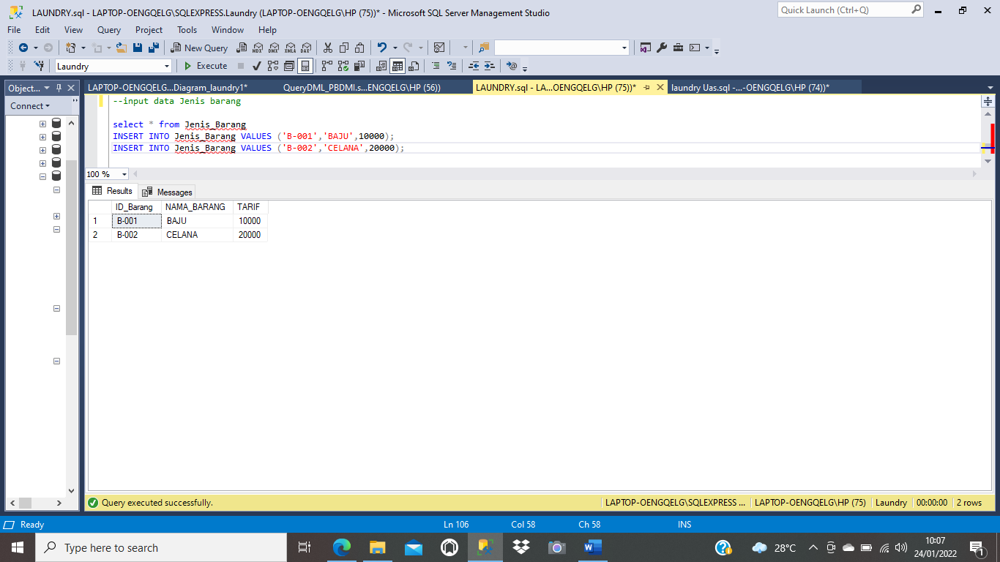 LAUNDRY.sql - LAPTOP-OENGQELG\SQLEXPRESS.Laundry (LAPTOP-OENGQELG\HP (75))* - Microsoft SQL Server Management Studio
Quick Launch (Ctrl+Q)
File Edit View Query Project Tools Window Help
New Query MDX DMX XMLA DAX
Laundry Execute
Object... LAPTOP-OENGQELG...Diagram_laundry1* QueryDML_PBDMI.s...ENGQELG\HP (56)) LAUNDRY.sql - LA...OENGQELG\HP (75))* laundry Uas.sql -...-OENGQELG\HP (74))*
Connect
--input data Jenis barang
select * from Jenis_Barang
INSERT INTO Jenis_Barang VALUES ('B-001','BAJU',10000);
INSERT INTO Jenis_Barang VALUES ('B-002','CELANA',20000);
100 %
Results Messages
ID_Barang NAMA_BARANG TARIF
1 B-001 BAJU 10000
2 B-002 CELANA 20000
Query executed successfully. LAPTOP-OENGQELG\SQLEXPRESS ... LAPTOP-OENGQELG\HP (75) Laundry 00:00:00 2 rows
Ready Ln 106 Col 58 Ch 58 INS
Type here to search 28°C 10:07
24/01/2022 1